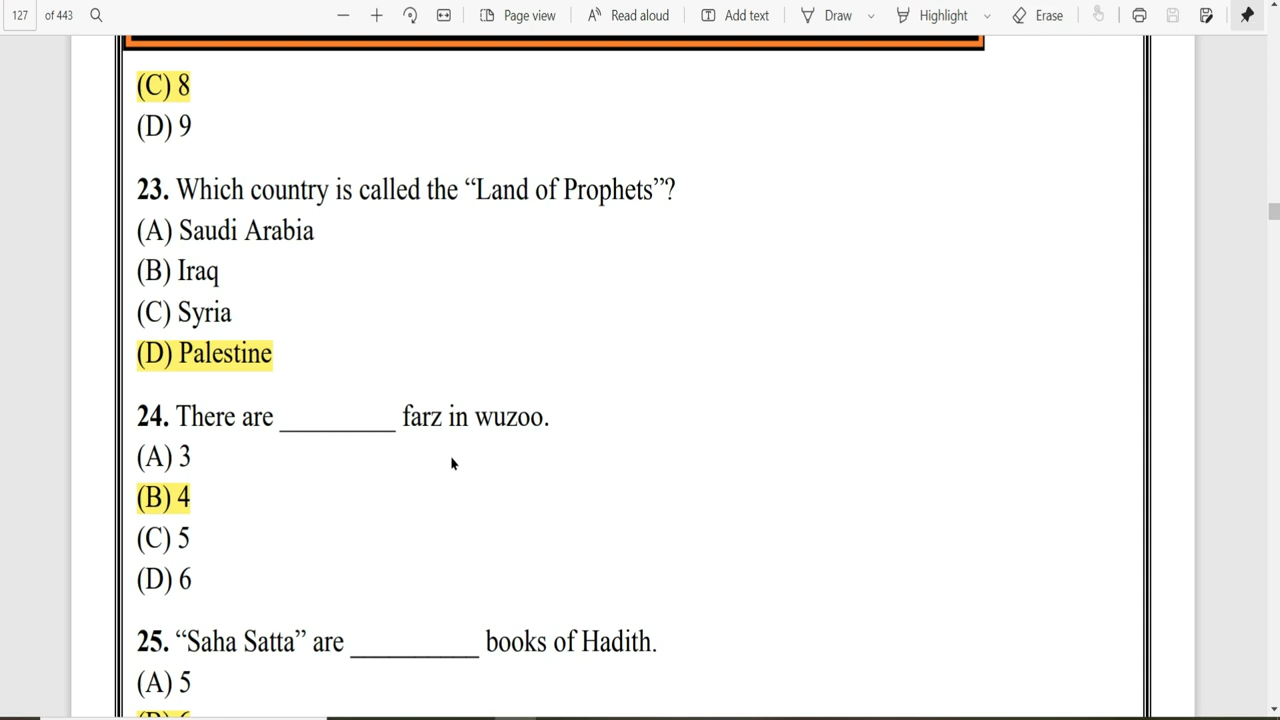 127 of 443 Page view Read aloud Add text Draw Highlight Erase
(C) 8
(D) 9
23. Which country is called the “Land of Prophets”?
(A) Saudi Arabia
(B) Iraq
(C) Syria
(D) Palestine
24. There are _________ farz in wuzoo.
(A) 3
(B) 4
(C) 5
(D) 6
25. “Saha Satta” are __________ books of Hadith.
(A) 5